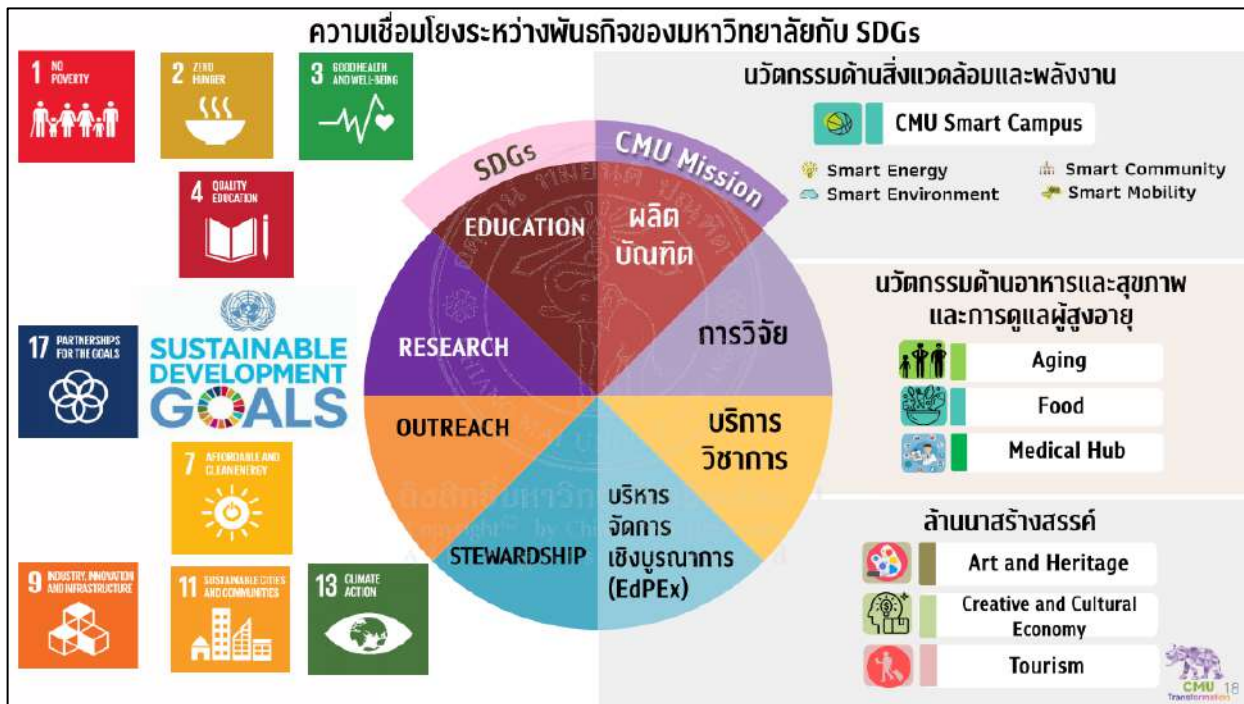 ความเชื่อมโยงระหว่างพันธกิจของมหาวิทยาลัยกับ SDGs
1 NO
POVERTY
2 ZERO
HUNGER
3 GOOD HEALTH
AND WELL-BEING
4 QUALITY
EDUCATION
17 PARTNERSHIPS
FOR THE GOALS
SUSTAINABLE
DEVELOPMENT
GOALS
7 AFFORDABLE AND
CLEAN ENERGY
9 INDUSTRY, INNOVATION
AND INFRASTRUCTURE
11 SUSTAINABLE CITIES
AND COMMUNITIES
13 CLIMATE
ACTION
SDGs
CMU Mission
EDUCATION
ผลิต
บัณฑิต
RESEARCH
การวิจัย
OUTREACH
บริการ
วิชาการ
STEWARDSHIP
บริหาร
จัดการ
เชิงบูรณาการ
(EdPEx)
นวัตกรรมด้านสิ่งแวดล้อมและพลังงาน
CMU Smart Campus
Smart Energy
Smart Community
Smart Environment
Smart Mobility
นวัตกรรมด้านอาหารและสุขภาพ
และการดูแลผู้สูงอายุ
Aging
Food
Medical Hub
ล้านนาสร้างสรรค์
Art and Heritage
Creative and Cultural
Economy
Tourism
CMU
Transformation
18